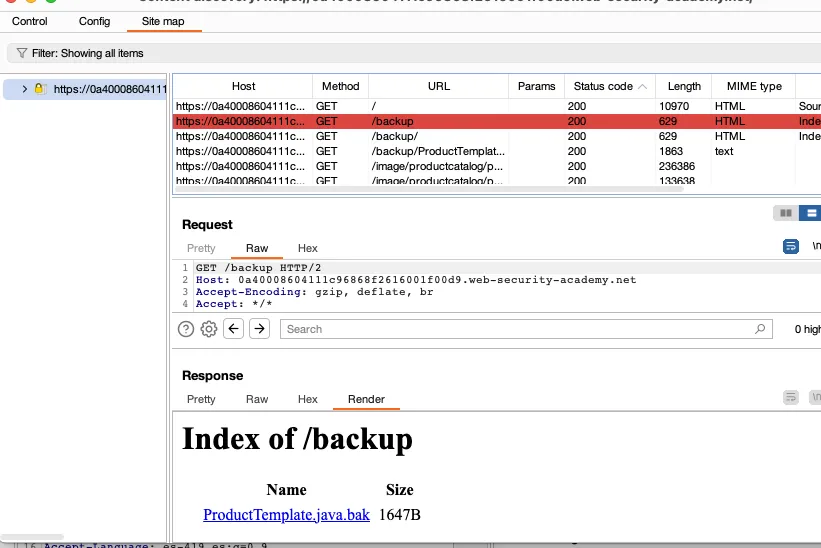 Control Config Site map
Filter: Showing all items
https://0a40008604111
Host Method URL Params Status code Length MIME type
https://0a40008604111c... GET / 200 10970 HTML Sour
https://0a40008604111c... GET /backup 200 629 HTML Inde
https://0a40008604111c... GET /backup/ 200 629 HTML Inde
https://0a40008604111c... GET /backup/ProductTemplat... 200 1863 text
https://0a40008604111c... GET /image/productcatalog/p... 200 236386
https://0a40008604111c... GET /image/productcatalog/p... 200 133638
Request
Pretty Raw Hex
\n
1 GET /backup HTTP/2
2 Host: 0a40008604111c96868f2616001f00d9.web-security-academy.net
3 Accept-Encoding: gzip, deflate, br
4 Accept: */*
Search
0 high
Response
Pretty Raw Hex Render
\n
Index of /backup
Name Size
ProductTemplate.java.bak 1647B
16 Accept-Language: es-419,es;q=0.9